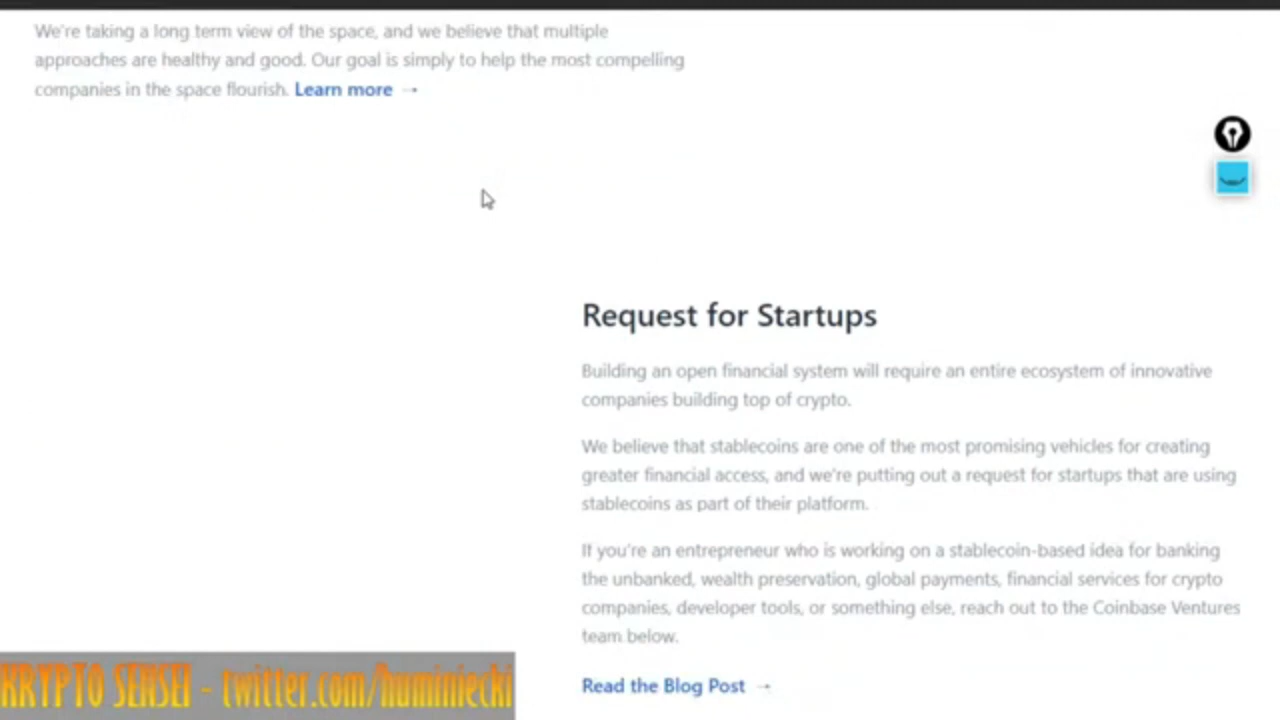 We're taking a long term view of the space, and we believe that multiple
approaches are healthy and good. Our goal is simply to help the most compelling
companies in the space flourish. Learn more →
Request for Startups
Building an open financial system will require an entire ecosystem of innovative
companies building top of crypto.
We believe that stablecoins are one of the most promising vehicles for creating
greater financial access, and we're putting out a request for startups that are using
stablecoins as part of their platform.
If you're an entrepreneur who is working on a stablecoin-based idea for banking
the unbanked, wealth preservation, global payments, financial services for crypto
companies, developer tools, or something else, reach out to the Coinbase Ventures
team below.
Read the Blog Post →
KRYPTO SENSEI - twitter.com/huminiecki